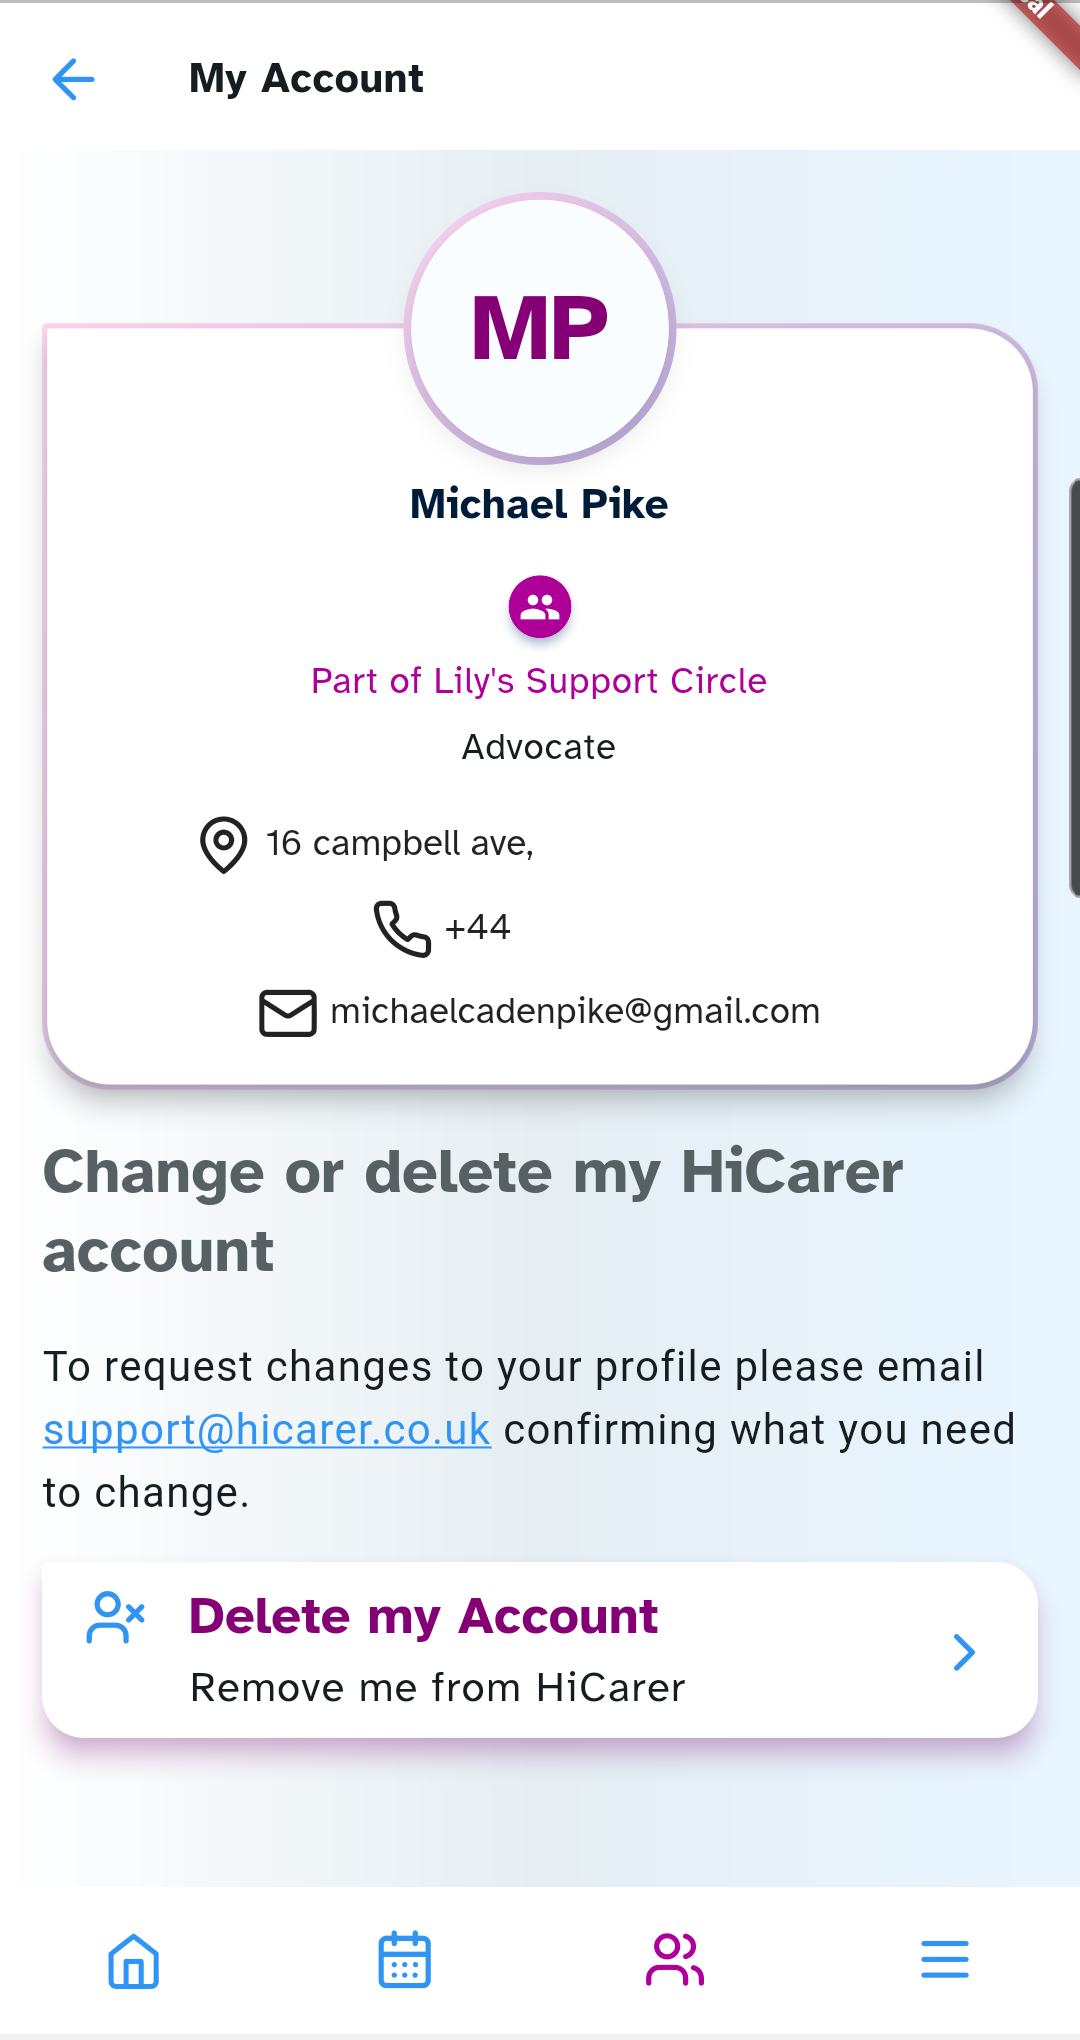 My Account
MP
Michael Pike
Part of Lily's Support Circle
Advocate
16 campbell ave,
+44
michaelcadenpike@gmail.com
Change or delete my HiCarer
account
To request changes to your profile please email
support@hicarer.co.uk confirming what you need
to change.
Delete my Account
Remove me from HiCarer